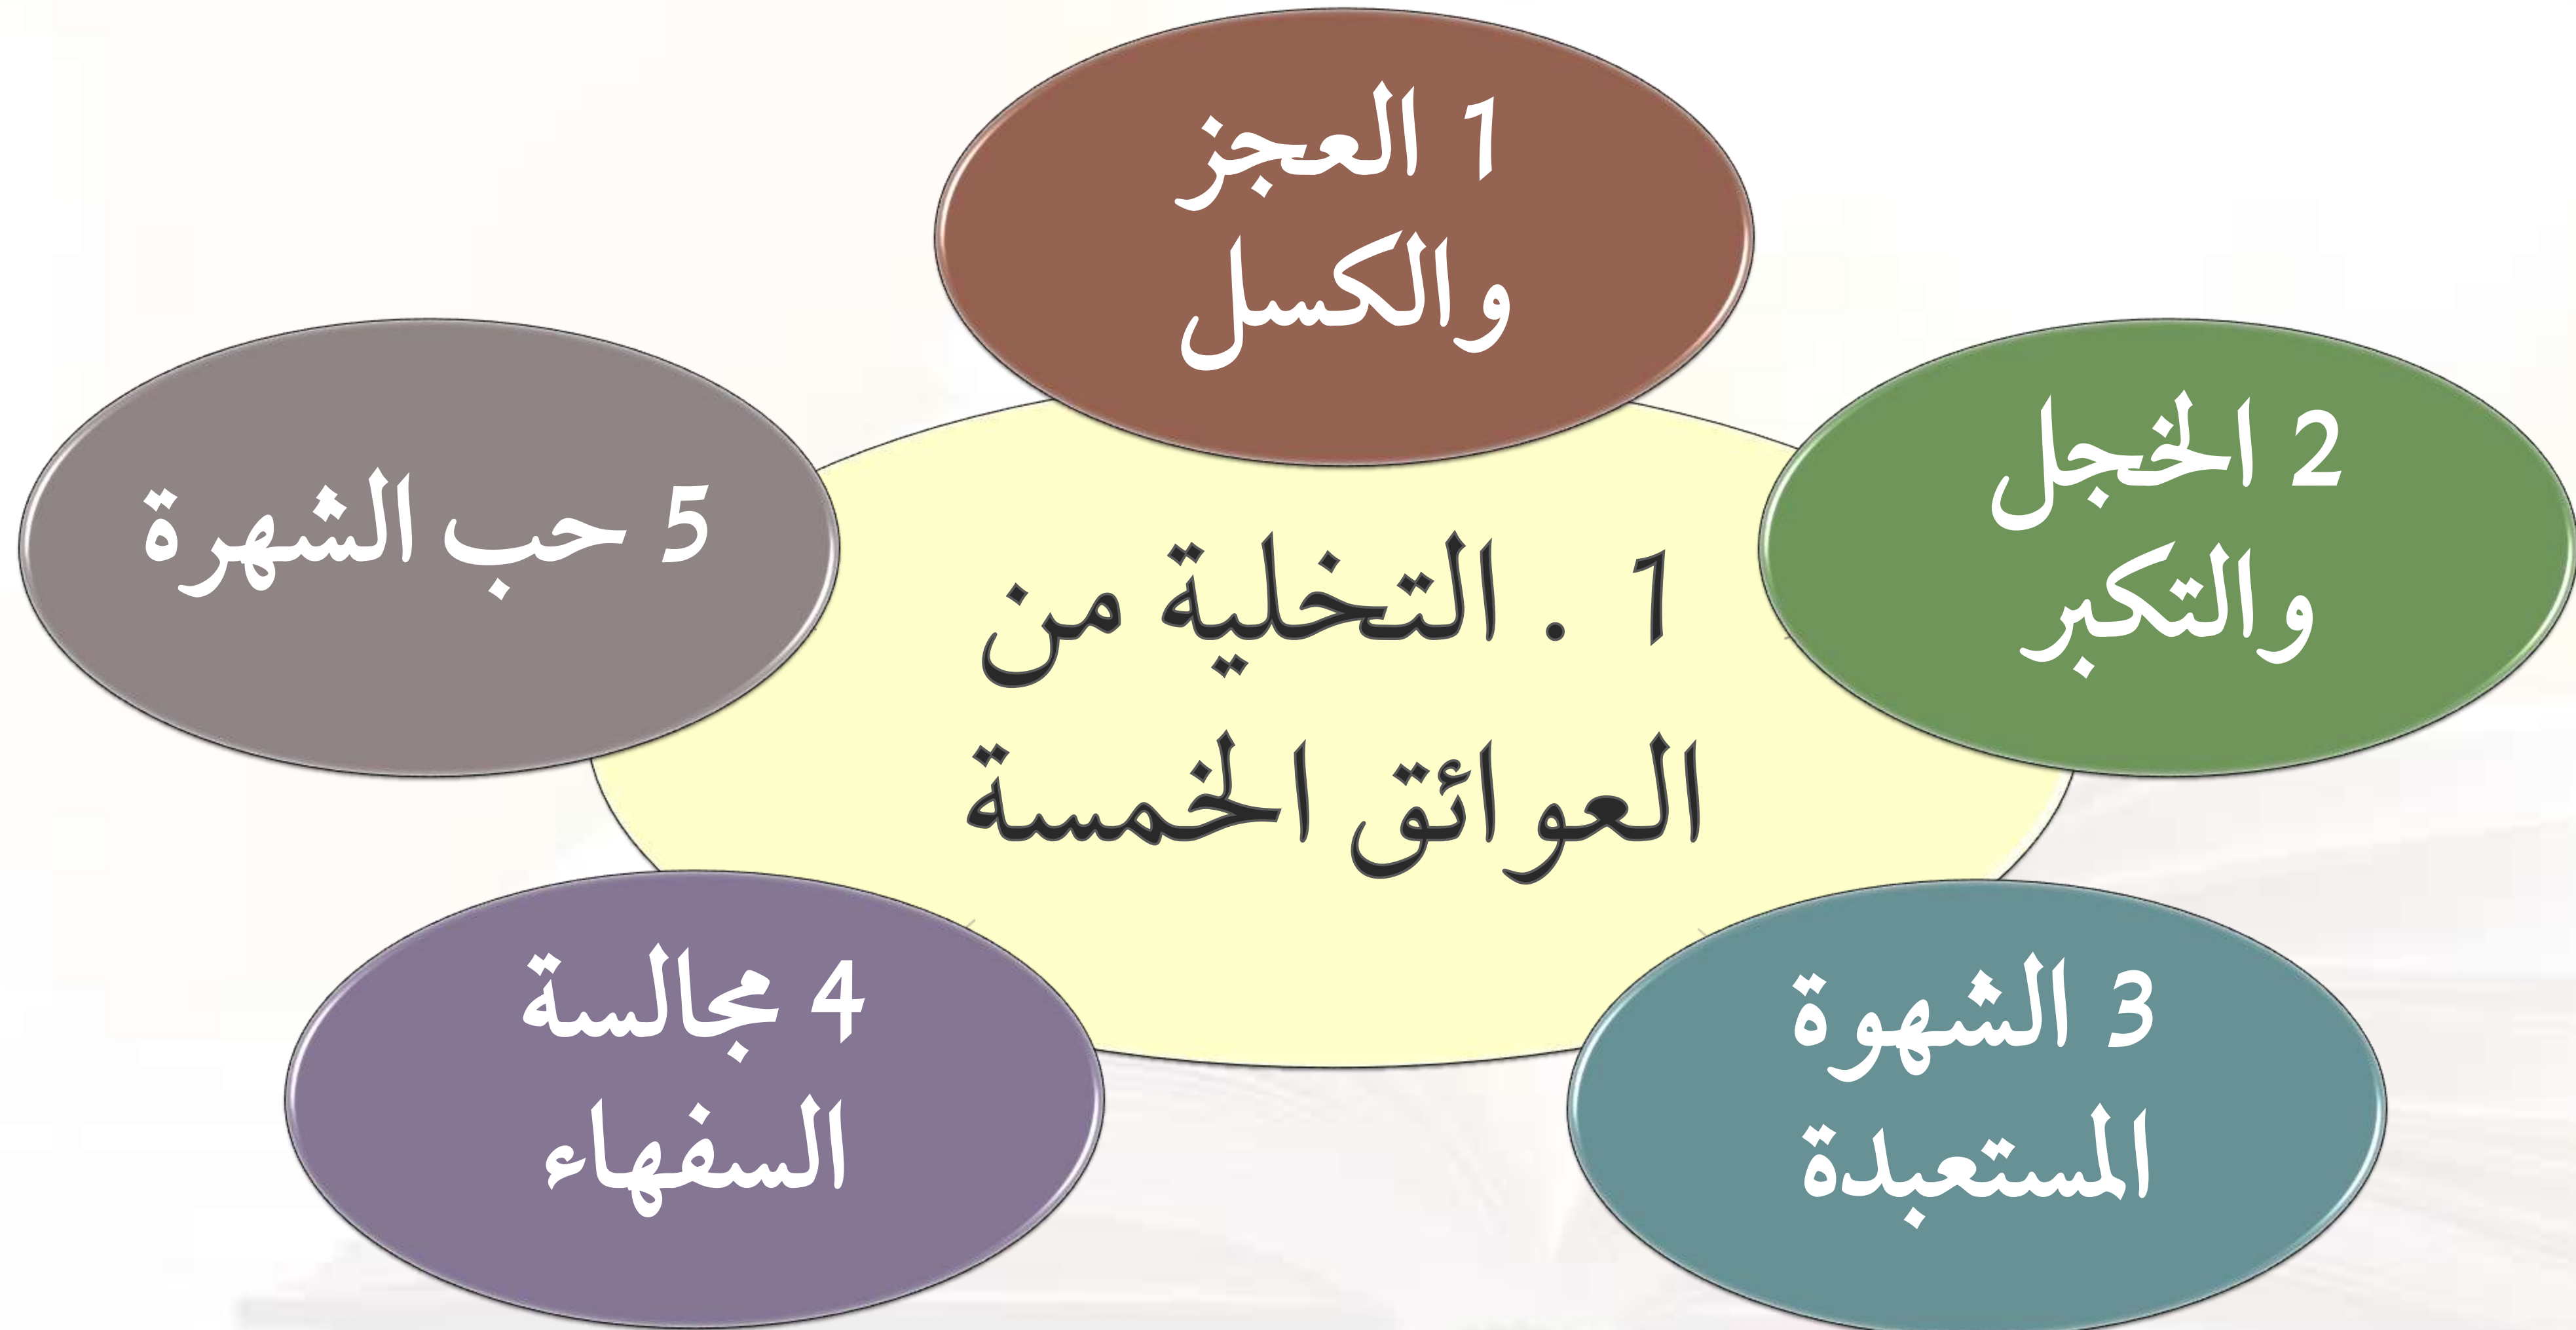 1 . التخلية من
العوائق الخمسة
1 العجز
والكسل
2 الخجل
والتكبر
3 الشهوة
المستعبدة
4 مجالسة
السفهاء
5 حب الشهرة